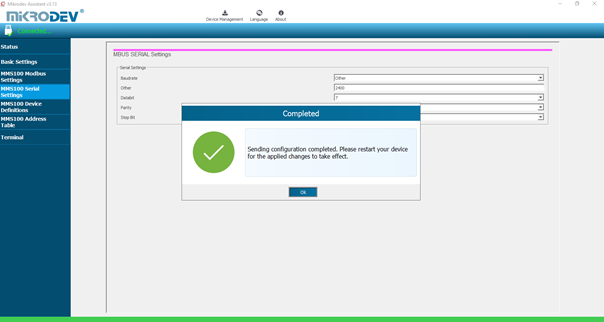 Mikrodev Assistant v3.13
MIKRODEV®
Device Management
Language
About
Connected...
Status
Basic Settings
MMS100 Modbus
Settings
MMS100 Serial
Settings
MMS100 Device
Definitions
MMS100 Address
Table
Terminal
MBUS SERIAL Settings
Serial Settings
Baudrate
Other
Other
2400
Databit
7
Parity
Stop Bit
Completed
Sending configuration completed. Please restart your device
for the applied changes to take effect.
Ok